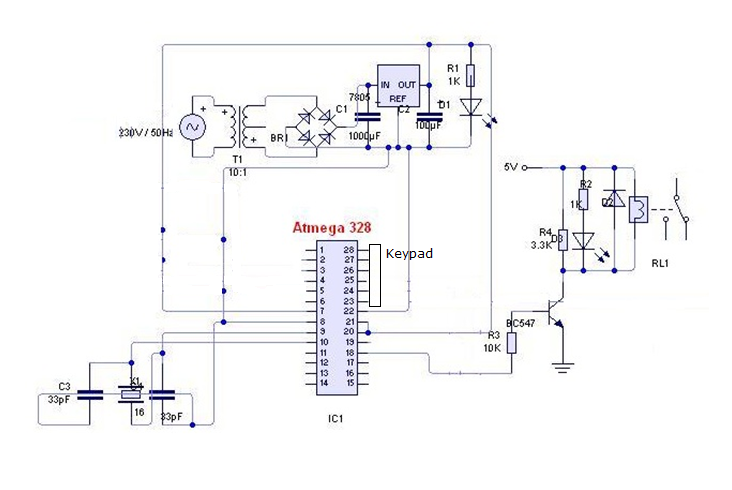 230V / 50Hz
T1
10:1
BR1
C1
1000µF
7805
IN OUT
REF
C2
100µF
D1
R1
1K
5V
R2
1K
D2
R4
3.3K
D3
RL1
BC547
R3
10K
Atmega 328
Keypad
1 28
2 27
3 26
4 25
5 24
6 23
7 22
8 21
9 20
10 19
11 18
12 17
13 16
14 15
IC1
C3
33pF
X1
C4
16
33pF